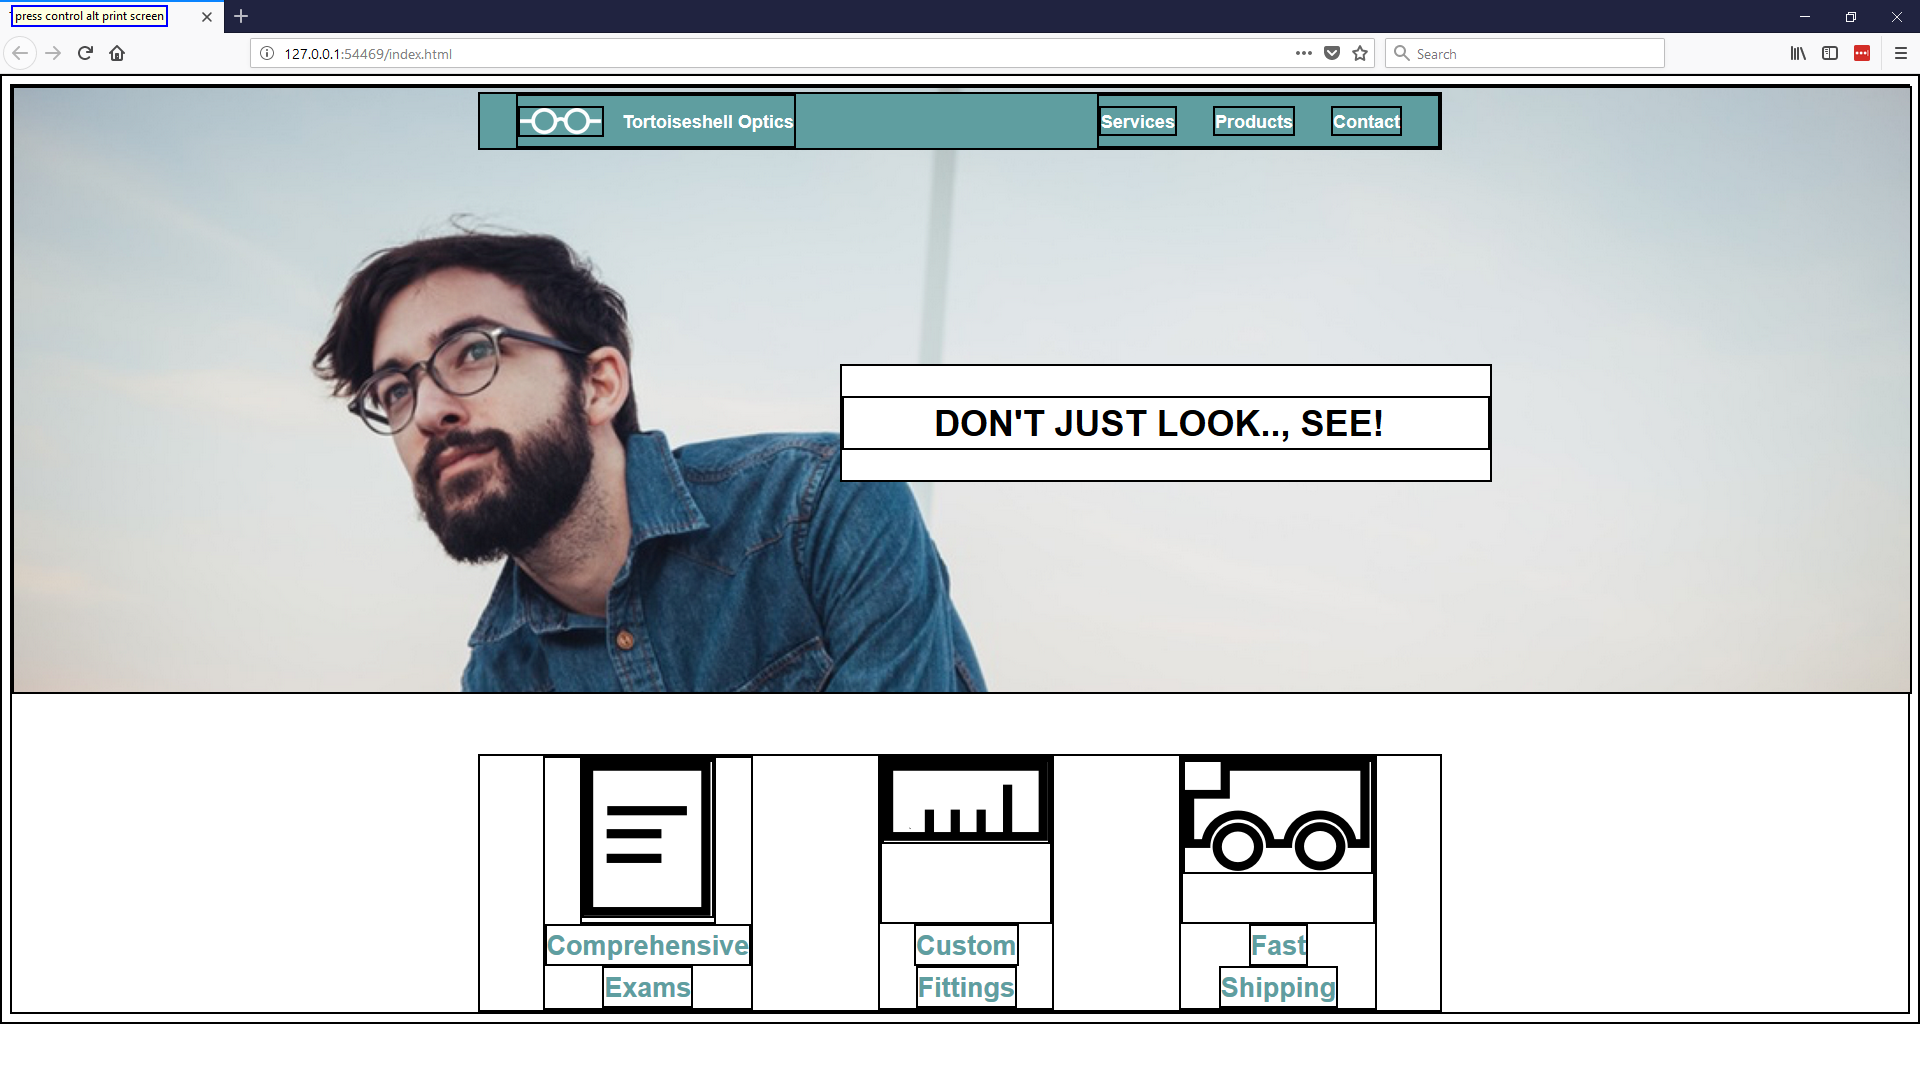 press control alt print screen
127.0.0.1:54469/index.html
Search
Tortoiseshell Optics
Services
Products
Contact
DON'T JUST LOOK.., SEE!
Comprehensive
Exams
Custom
Fittings
Fast
Shipping